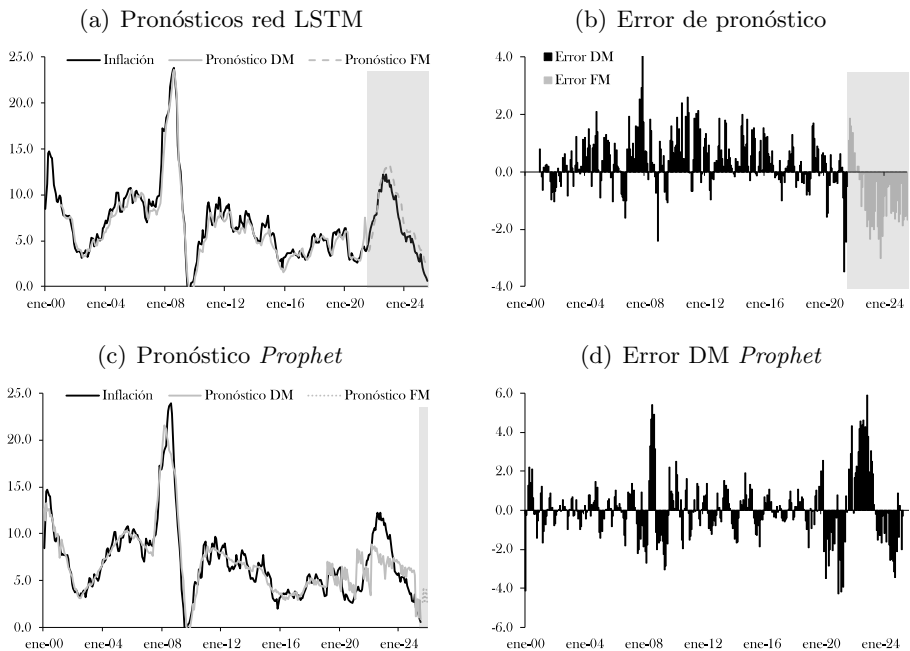 (a) Pronósticos red LSTM
25.0
Inflación Pronóstico DM Pronóstico FM
20.0
15.0
10.0
5.0
0.0
ene-00 ene-04 ene-08 ene-12 ene-16 ene-20 ene-24
(b) Error de pronóstico
4.0
Error DM
Error FM
2.0
0.0
-2.0
-4.0
ene-00 ene-04 ene-08 ene-12 ene-16 ene-20 ene-24
(c) Pronóstico Prophet
25.0
Inflación Pronóstico DM Pronóstico FM
20.0
15.0
10.0
5.0
0.0
ene-00 ene-04 ene-08 ene-12 ene-16 ene-20 ene-24
(d) Error DM Prophet
6.0
4.0
2.0
0.0
-2.0
-4.0
-6.0
ene-00 ene-04 ene-08 ene-12 ene-16 ene-20 ene-24